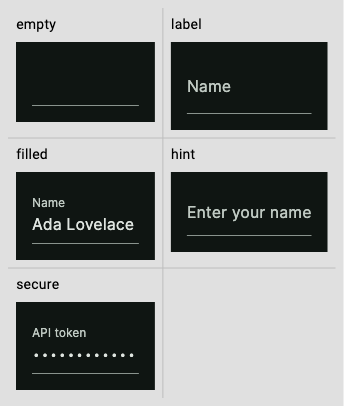 empty
label
Name
filled
hint
Name
Ada Lovelace
Enter your name
secure
API token
••••••••••••